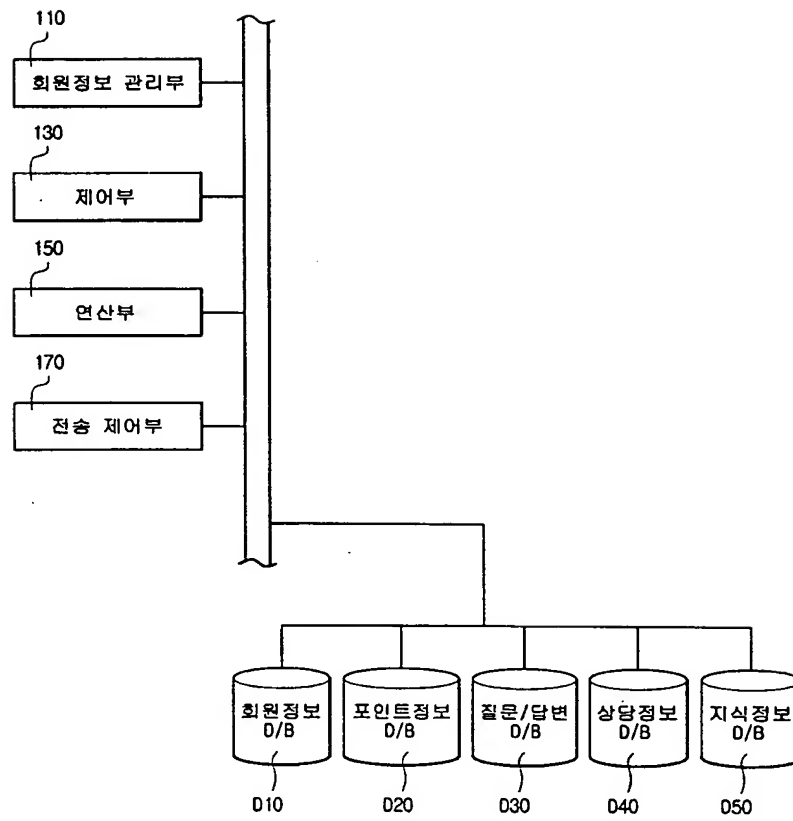 110
회원정보 관리부
130
제어부
150
연산부
170
전송 제어부
회원정보 포인트정보 질문/답변 상담정보 지식정보
D/B D/B D/B D/B D/B
D10 D20 D30 D40 D50